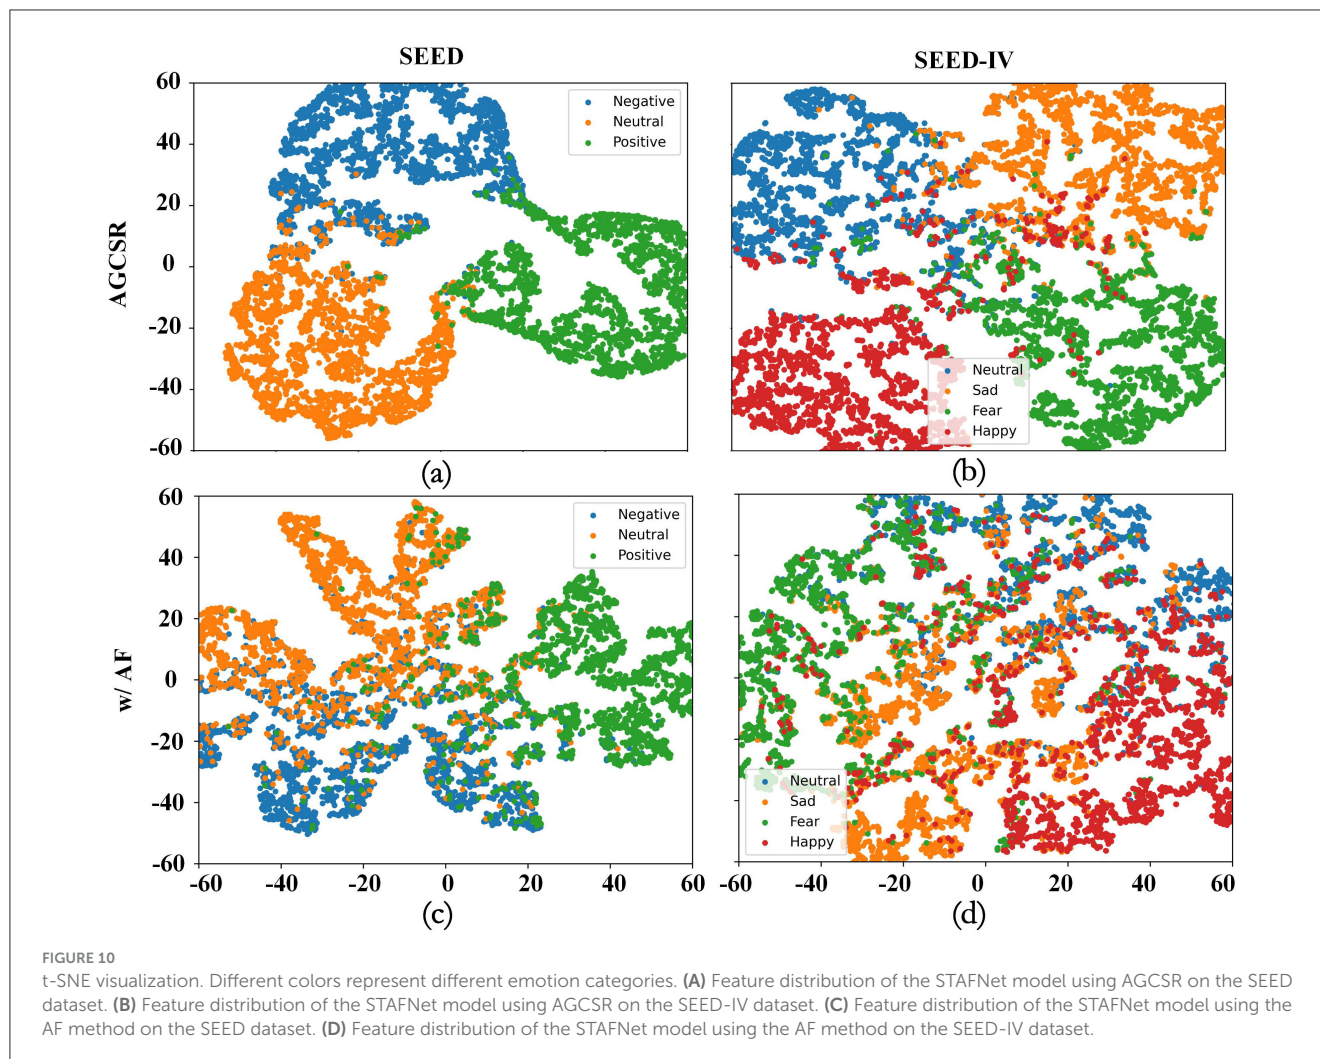 SEED
SEED-IV
AGCSR
60
40
20
0
-20
-40
-60
Negative
Neutral
Positive
(a)
Neutral
Sad
Fear
Happy
(b)
w/ AF
60
40
20
0
-20
-40
-60
-60 -40 -20 0 20 40 60
Negative
Neutral
Positive
(c)
Neutral
Sad
Fear
Happy
-60 -40 -20 0 20 40 60
(d)
FIGURE 10
t-SNE visualization. Different colors represent different emotion categories. (A) Feature distribution of the STAFNet model using AGCSR on the SEED
dataset. (B) Feature distribution of the STAFNet model using AGCSR on the SEED-IV dataset. (C) Feature distribution of the STAFNet model using the
AF method on the SEED dataset. (D) Feature distribution of the STAFNet model using the AF method on the SEED-IV dataset.